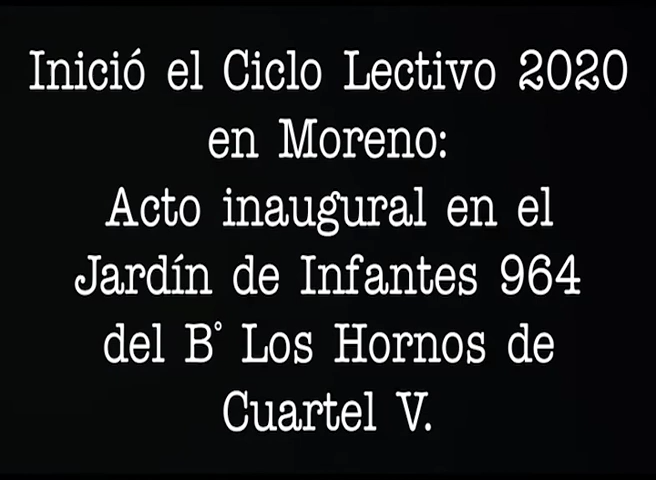 Inició el Ciclo Lectivo 2020
en Moreno:
Acto inaugural en el
Jardín de Infantes 964
del B° Los Hornos de
Cuartel V.